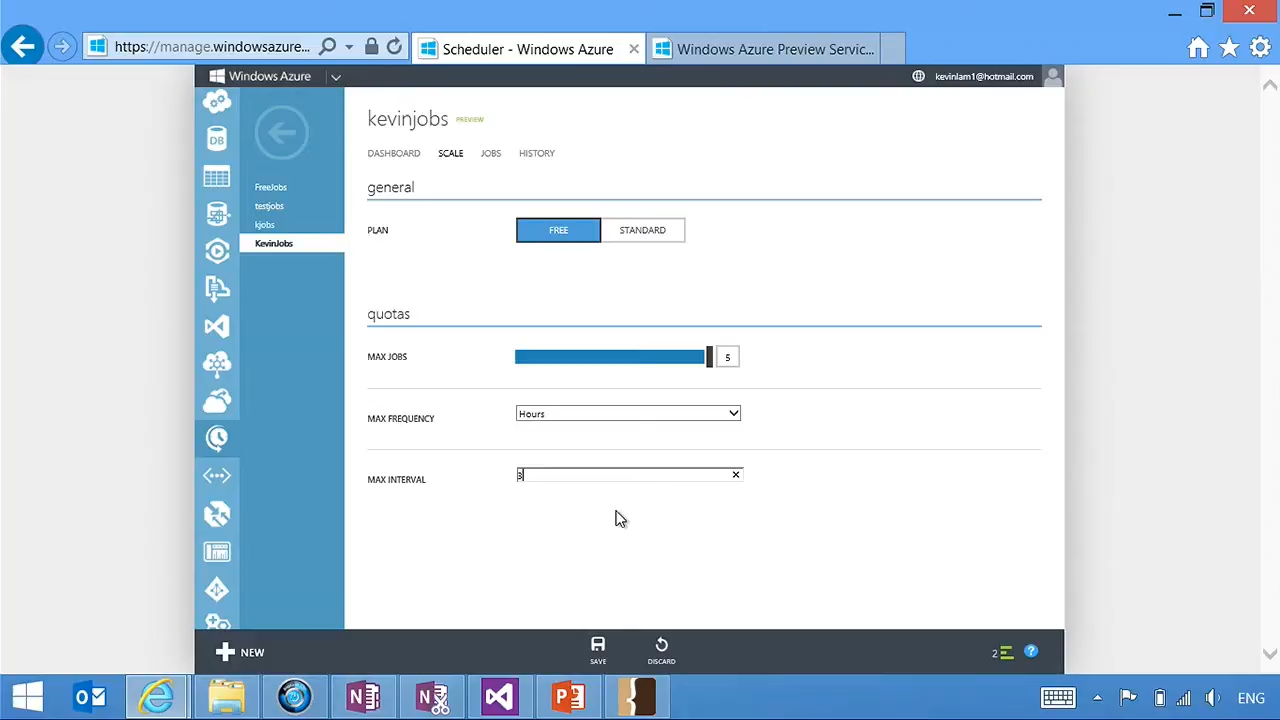 https://manage.windowsazure...
Scheduler - Windows Azure
Windows Azure Preview Servic...
Windows Azure
kevinlam1@hotmail.com
DB
FreeJobs
testjobs
kjobs
KevinJobs
kevinjobs PREVIEW
DASHBOARD SCALE JOBS HISTORY
general
PLAN FREE STANDARD
quotas
MAX JOBS 5
MAX FREQUENCY Hours
MAX INTERVAL 3
NEW
SAVE
DISCARD
2
ENG